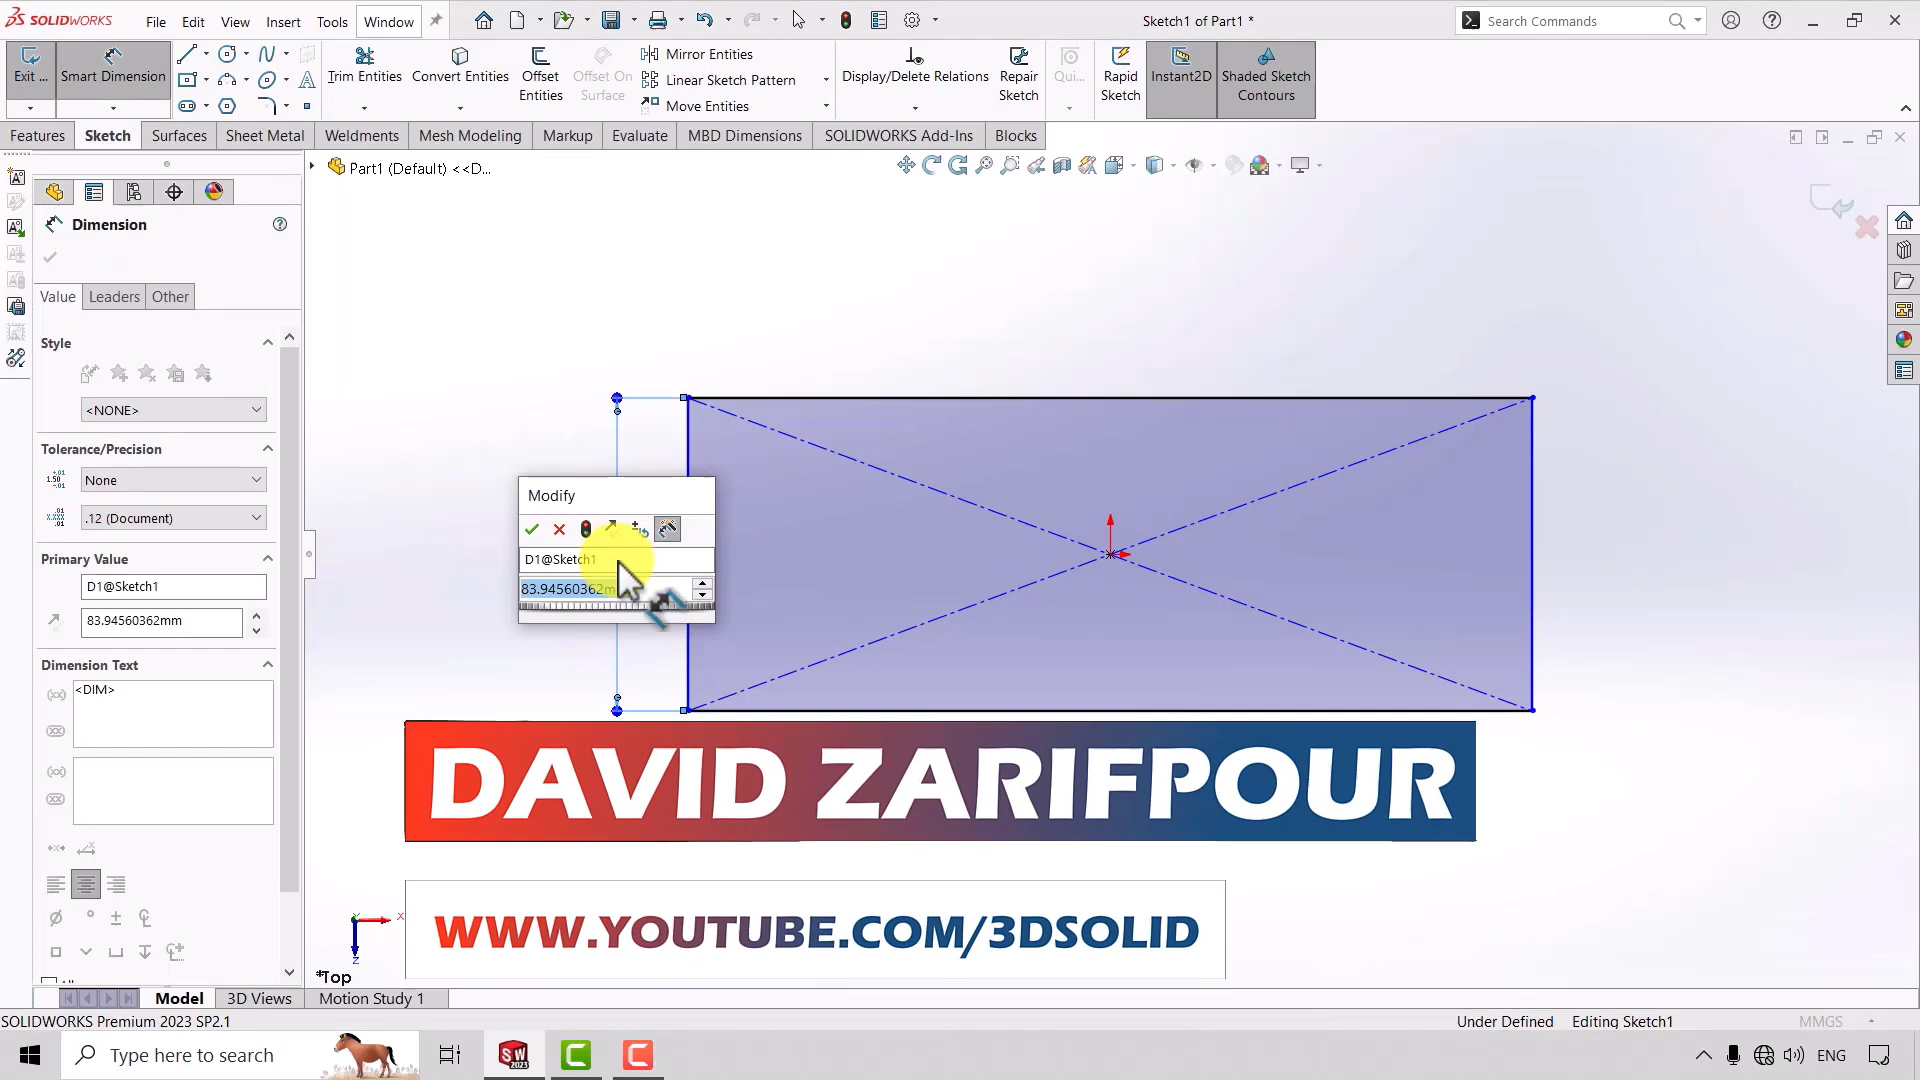 SOLIDWORKS File Edit View Insert Tools Window
Sketch1 of Part1 *
Search Commands
Exit ... Smart Dimension Trim Entities Convert Entities Offset Entities Offset On Surface Mirror Entities
Linear Sketch Pattern
Move Entities
Display/Delete Relations Repair Sketch Qui... Rapid Sketch Instant2D Shaded Sketch Contours
Features Sketch Surfaces Sheet Metal Weldments Mesh Modeling Markup Evaluate MBD Dimensions SOLIDWORKS Add-Ins Blocks
Part1 (Default) <<D...
Dimension
Value Leaders Other
Style
<NONE>
Tolerance/Precision
None
.12 (Document)
Primary Value
D1@Sketch1
83.94560362mm
Dimension Text
<DIM>
Modify
D1@Sketch1
83.94560362m
DAVID ZARIFPOUR
WWW.YOUTUBE.COM/3DSOLID
*Top
Model 3D Views Motion Study 1
SOLIDWORKS Premium 2023 SP2.1
Under Defined Editing Sketch1 MMGS
Type here to search
ENG